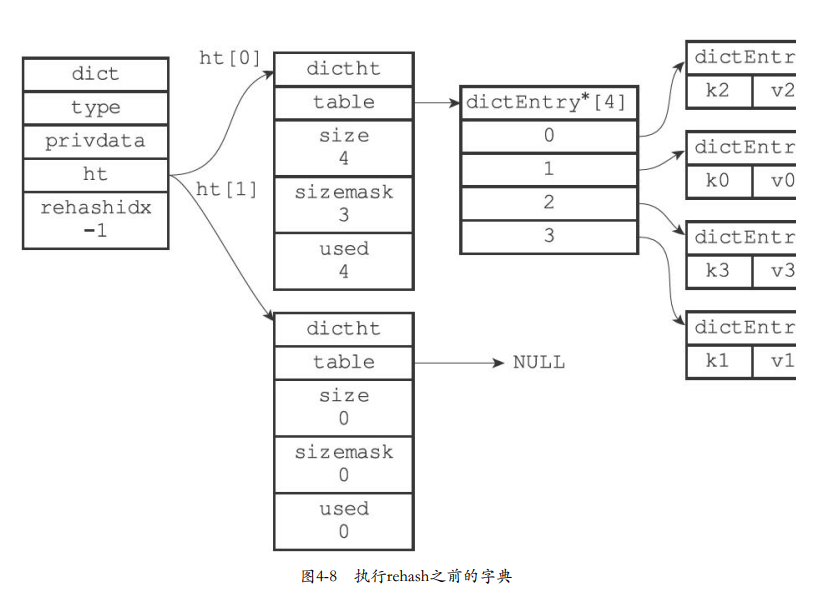 dict
type
privdata
ht
rehashidx
-1
ht[0]
ht[1]
dictht
table
size
4
sizemask
3
used
4
dictht
table
size
0
sizemask
0
used
0
NULL
dictEntry*[4]
0
1
2
3
dictEntr
k2 v2
dictEntr
k0 v0
dictEntr
k3 v3
dictEntr
k1 v1
图4-8 执行rehash之前的字典